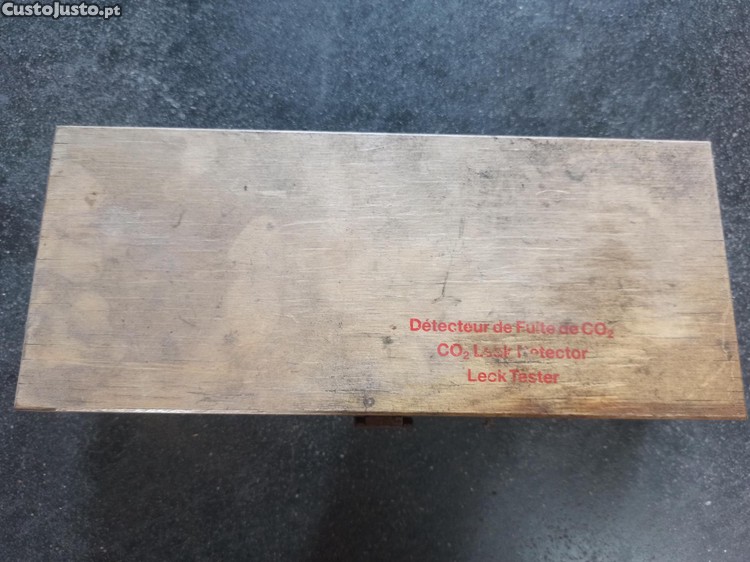 CustoJusto.pt
Détecteur de Fuite de CO₂
CO₂ Leak Detector
Leck Tester